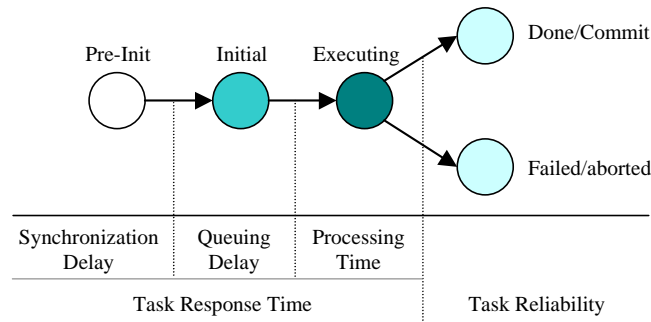 Done/Commit
Pre-Init
Initial
Executing
Failed/aborted
Synchronization
Delay
Queuing
Delay
Processing
Time
Task Response Time
Task Reliability